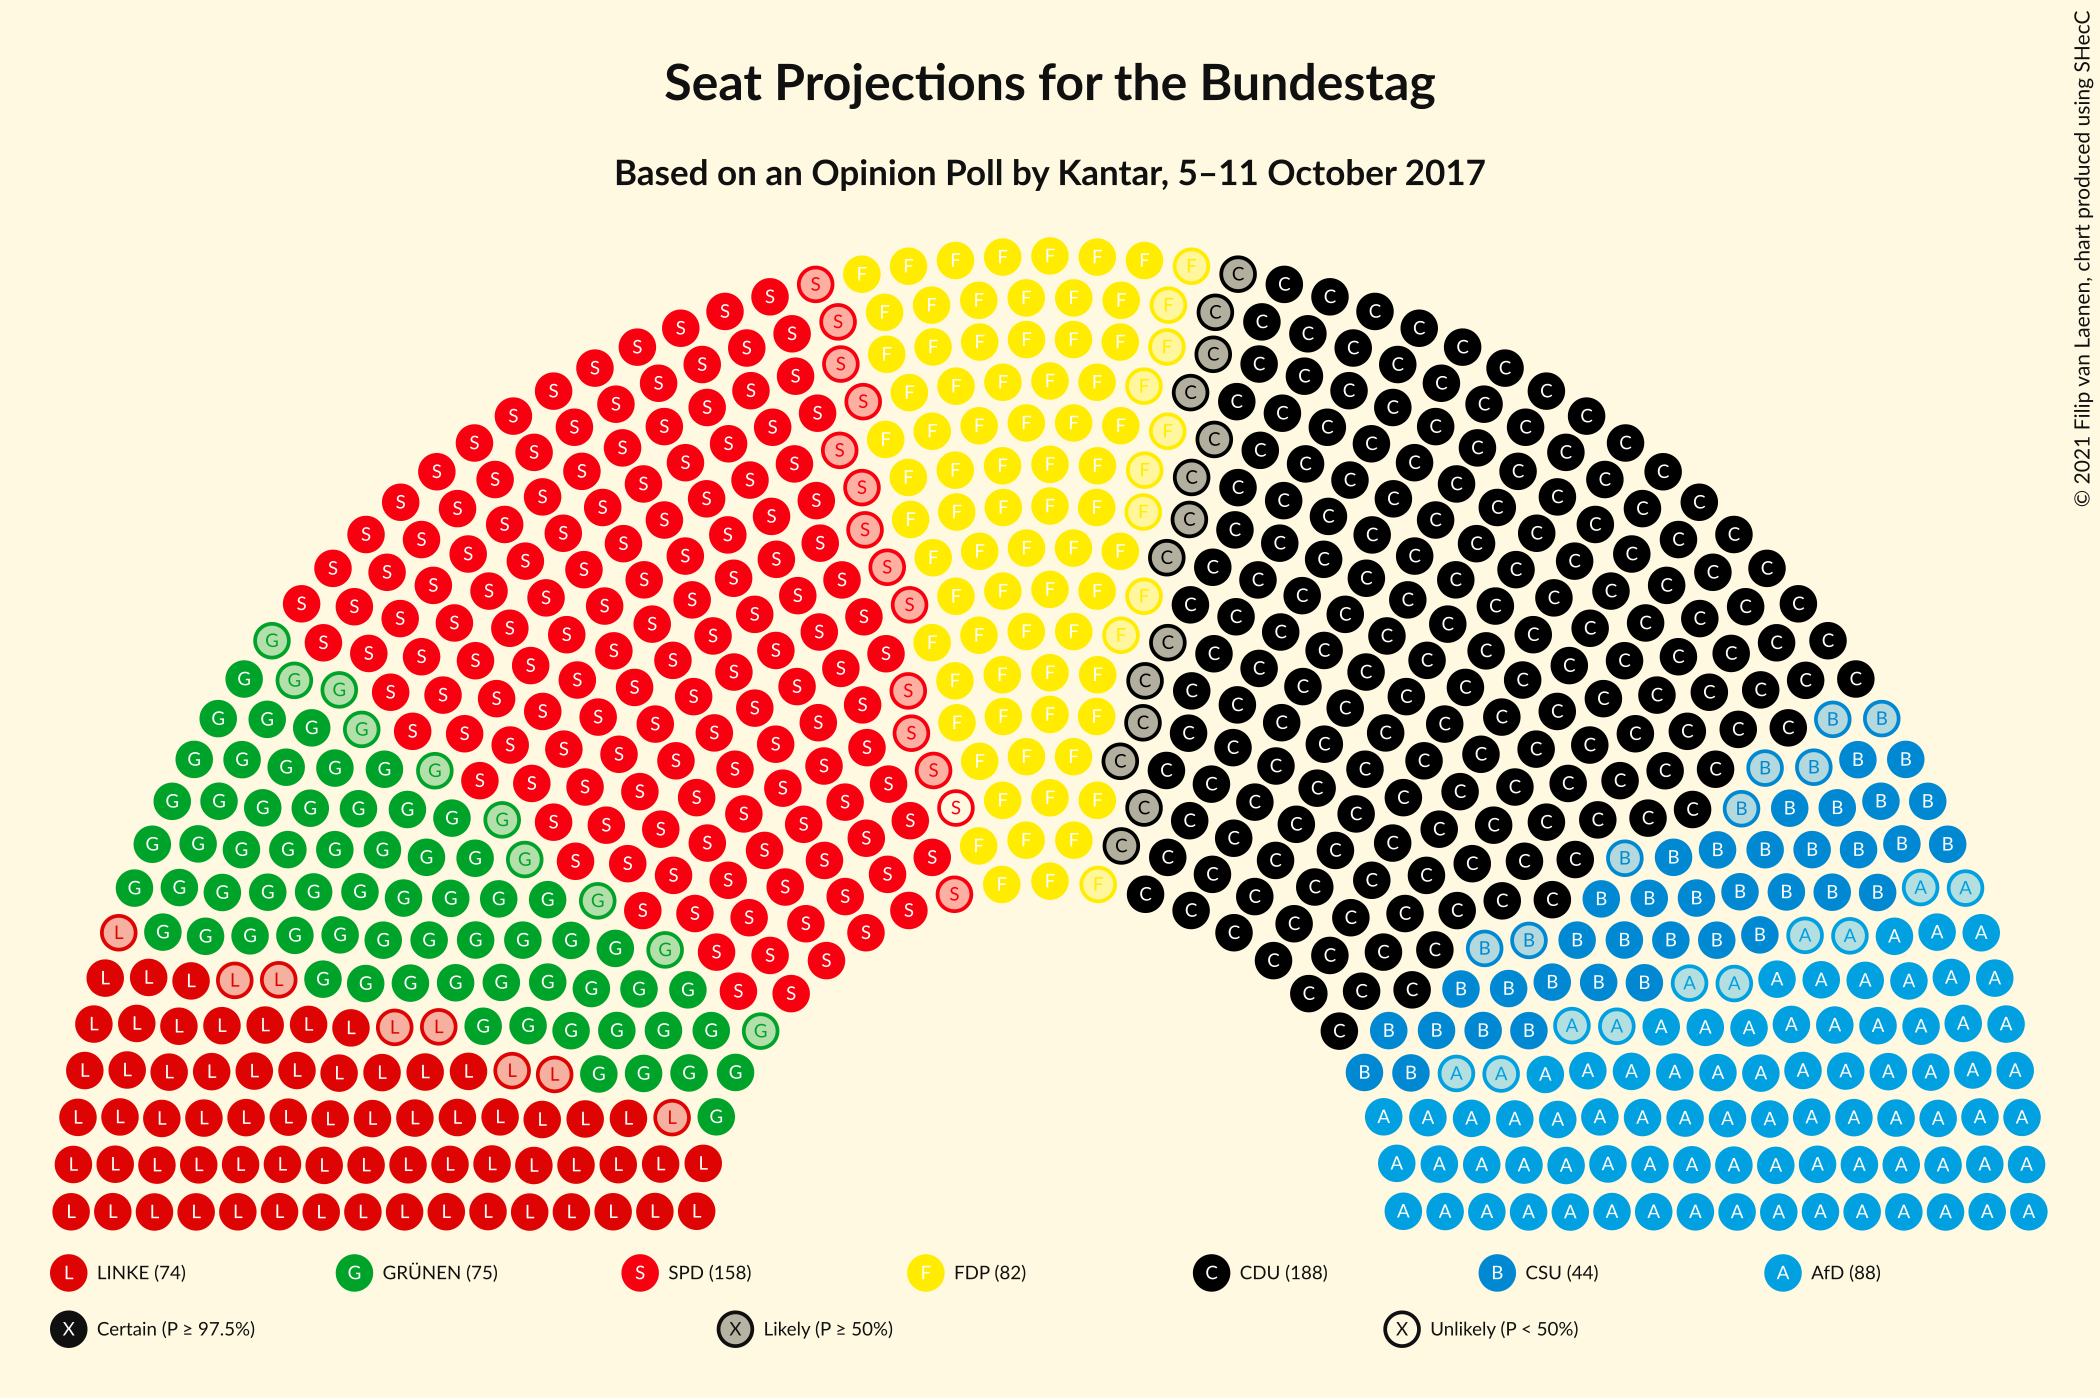 Seat Projections for the Bundestag
Based on an Opinion Poll by Kantar, 5–11 October 2017
© 2021 Filip van Laenen, chart produced using SHecC
L LINKE (74) G GRÜNEN (75) S SPD (158) F FDP (82) C CDU (188) B CSU (44) A AfD (88)
X Certain (P ≥ 97.5%) X Likely (P ≥ 50%) X Unlikely (P < 50%)